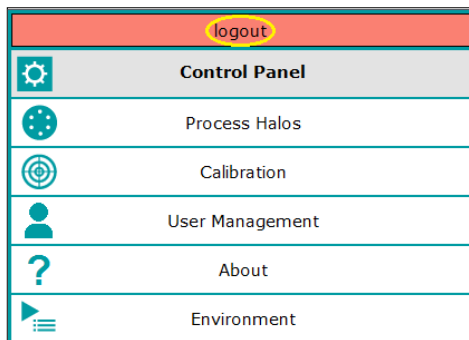 logout
Control Panel
Process Halos
Calibration
User Management
About
Environment